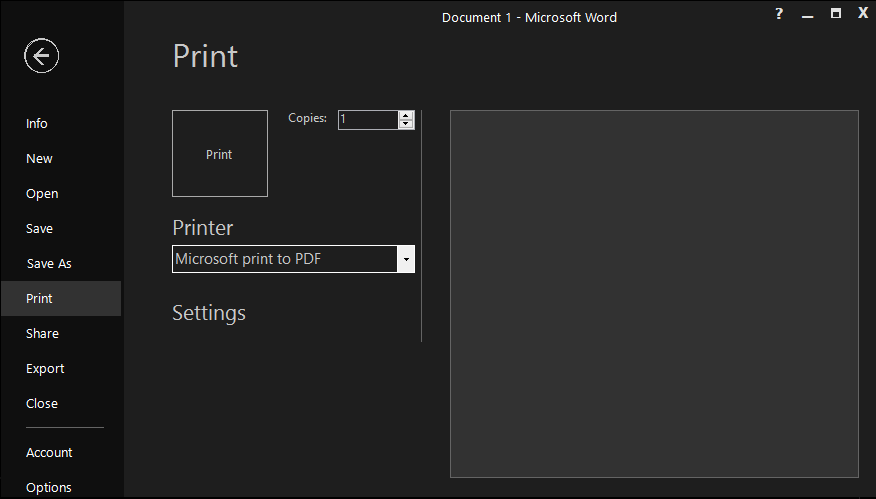 Document 1 - Microsoft Word
?
X
Print
Info
New
Open
Save
Save As
Print
Share
Export
Close
Account
Options
Print
Copies: 1
Printer
Microsoft print to PDF
Settings